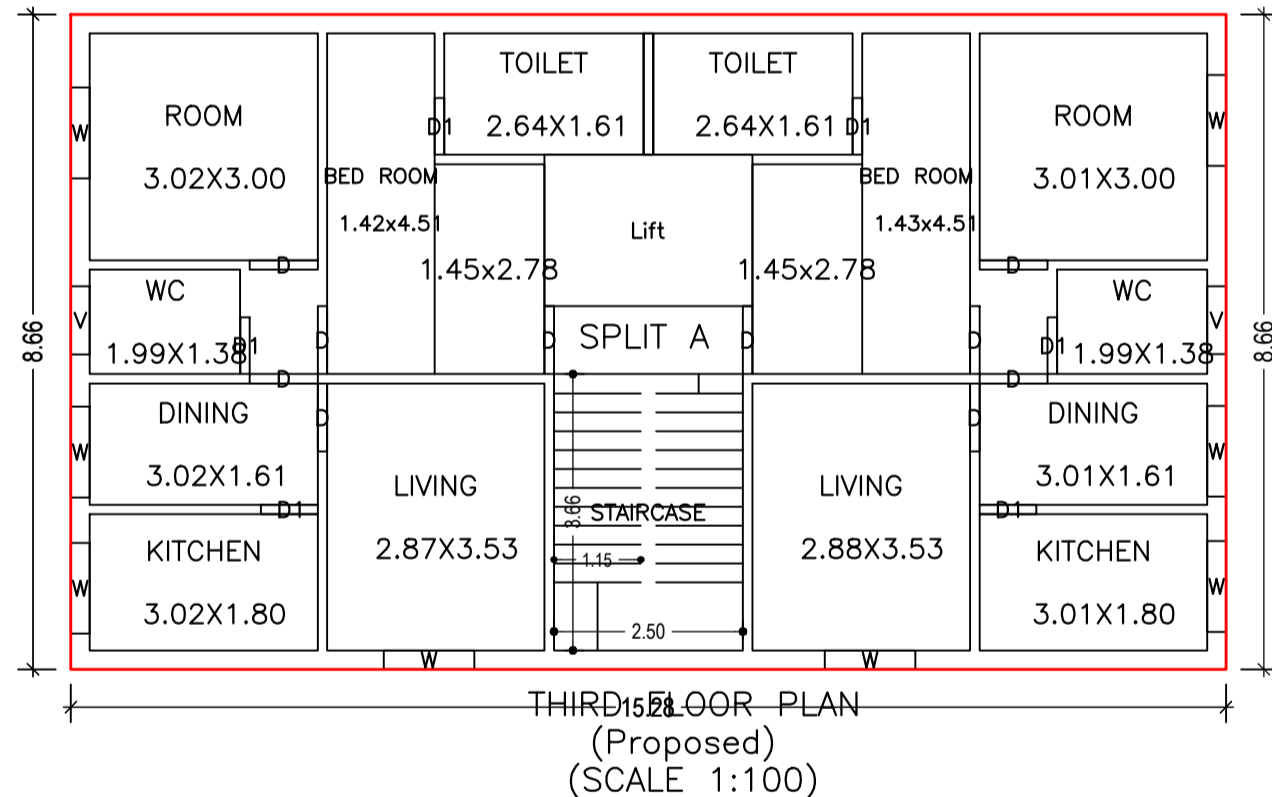 TOILET
TOILET
ROOM
ROOM
W
D1
2.64X1.61
2.64X1.61
D1
W
3.02X3.00
BED ROOM
BED ROOM
3.01X3.00
1.42x4.51
1.43x4.51
Lift
D
1.45x2.78
1.45x2.78
D
WC
WC
V
D
D
SPLIT A
D
D
V
8.66
8.66
1.99X1.38
D1
D1
1.99X1.38
D
D
DINING
DINING
D
D
W
3.02X1.61
3.01X1.61
W
LIVING
LIVING
D1
3.66
STAIRCASE
D1
KITCHEN
2.87X3.53
2.88X3.53
KITCHEN
W
1.15
W
3.02X1.80
3.01X1.80
2.50
W
W
THIRD FLOOR PLAN
15.28
(Proposed)
(SCALE 1:100)